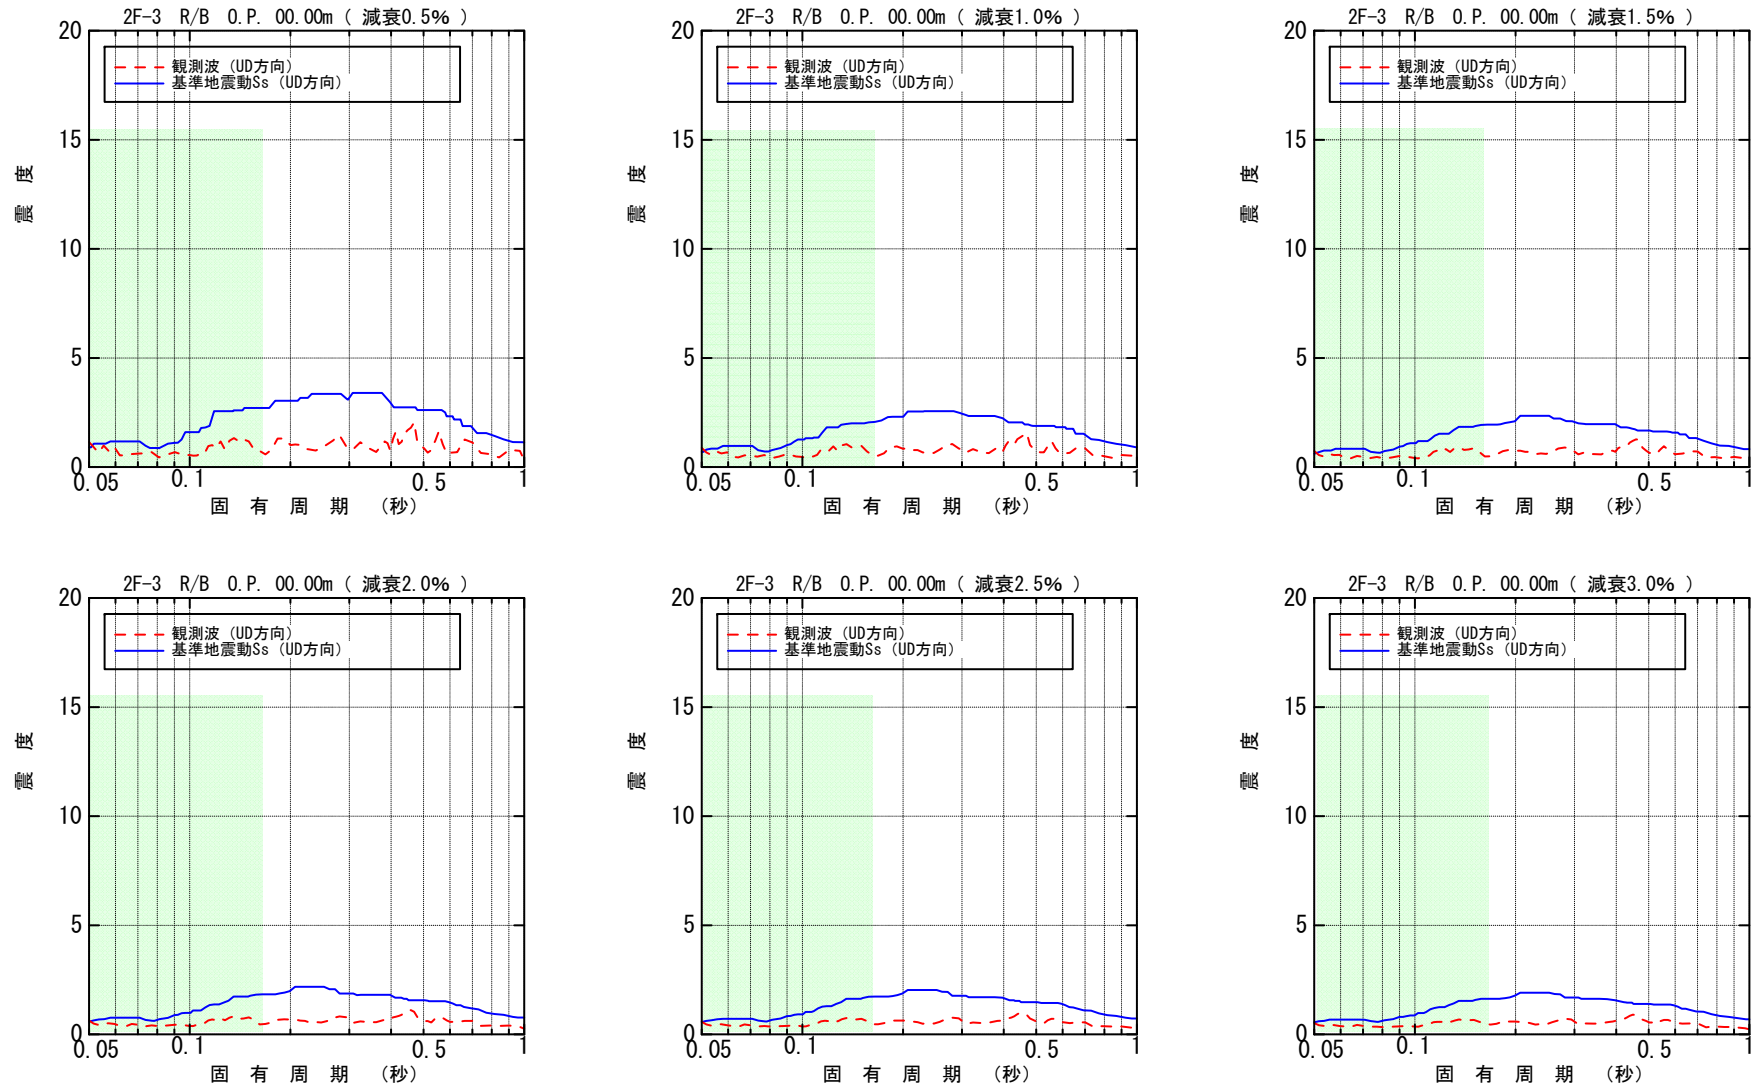 2F-3 R/B O.P. 00.00m ( 減衰0.5% )
20
15
10
5
0
震 度
観測波 (UD方向)
基準地震動Ss (UD方向)
0.05 0.1 0.5 1
固 有 周 期 (秒)
2F-3 R/B O.P. 00.00m ( 減衰1.0% )
20
15
10
5
0
震 度
観測波 (UD方向)
基準地震動Ss (UD方向)
0.05 0.1 0.5 1
固 有 周 期 (秒)
2F-3 R/B O.P. 00.00m ( 減衰1.5% )
20
15
10
5
0
震 度
観測波 (UD方向)
基準地震動Ss (UD方向)
0.05 0.1 0.5 1
固 有 周 期 (秒)
2F-3 R/B O.P. 00.00m ( 減衰2.0% )
20
15
10
5
0
震 度
観測波 (UD方向)
基準地震動Ss (UD方向)
0.05 0.1 0.5 1
固 有 周 期 (秒)
2F-3 R/B O.P. 00.00m ( 減衰2.5% )
20
15
10
5
0
震 度
観測波 (UD方向)
基準地震動Ss (UD方向)
0.05 0.1 0.5 1
固 有 周 期 (秒)
2F-3 R/B O.P. 00.00m ( 減衰3.0% )
20
15
10
5
0
震 度
観測波 (UD方向)
基準地震動Ss (UD方向)
0.05 0.1 0.5 1
固 有 周 期 (秒)